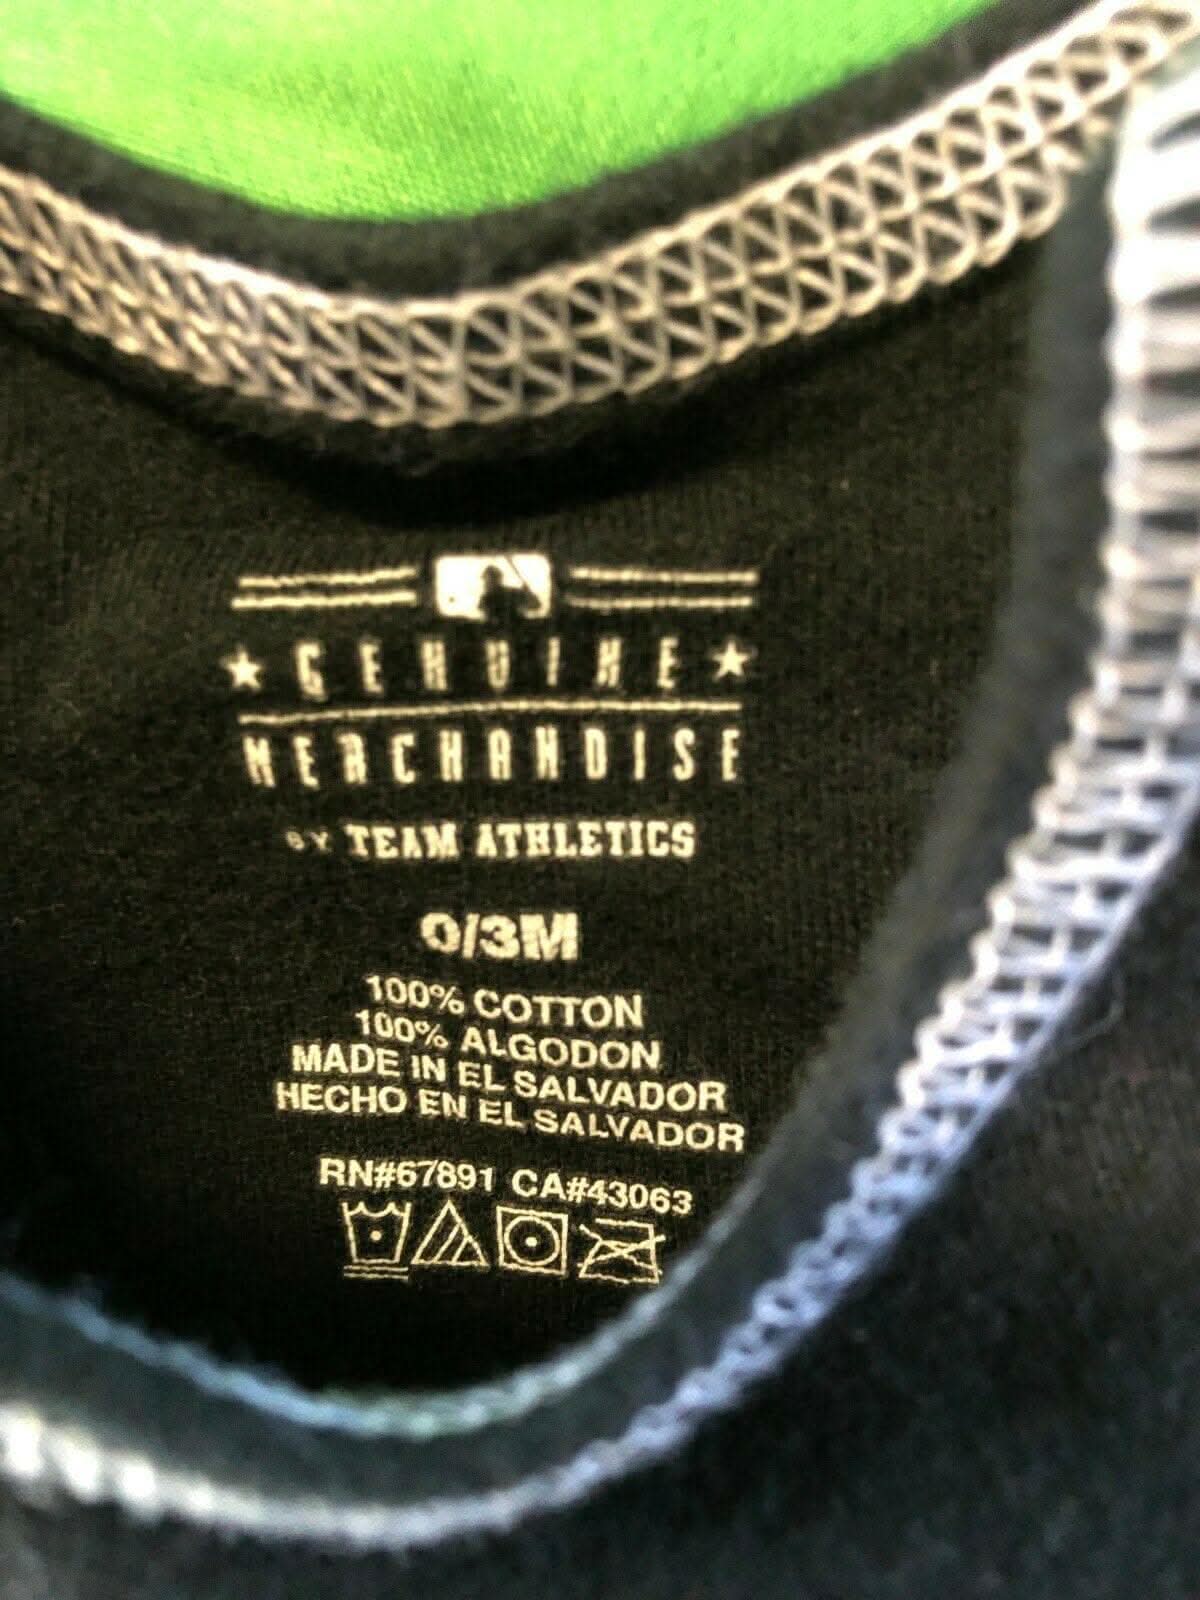 GENUINE
MERCHANDISE
BY TEAM ATHLETICS
0/3M
100% COTTON
100% ALGODON
MADE IN EL SALVADOR
HECHO EN EL SALVADOR
RN#67891 CA#43063